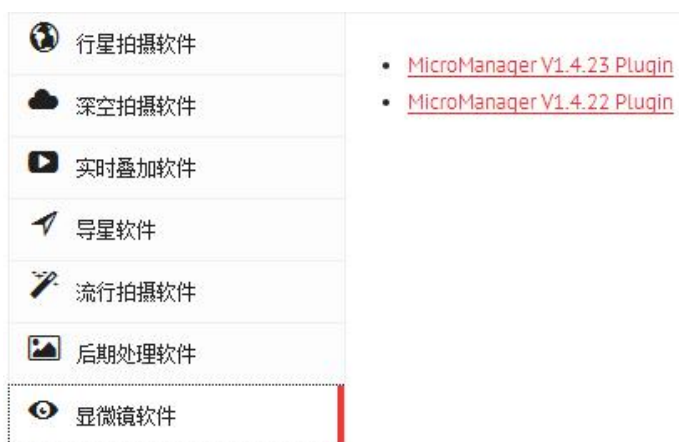 行星拍摄软件
深空拍摄软件
实时叠加软件
导星软件
流行拍摄软件
后期处理软件
显微镜软件
MicroManager V1.4.23 Plugin
MicroManager V1.4.22 Plugin